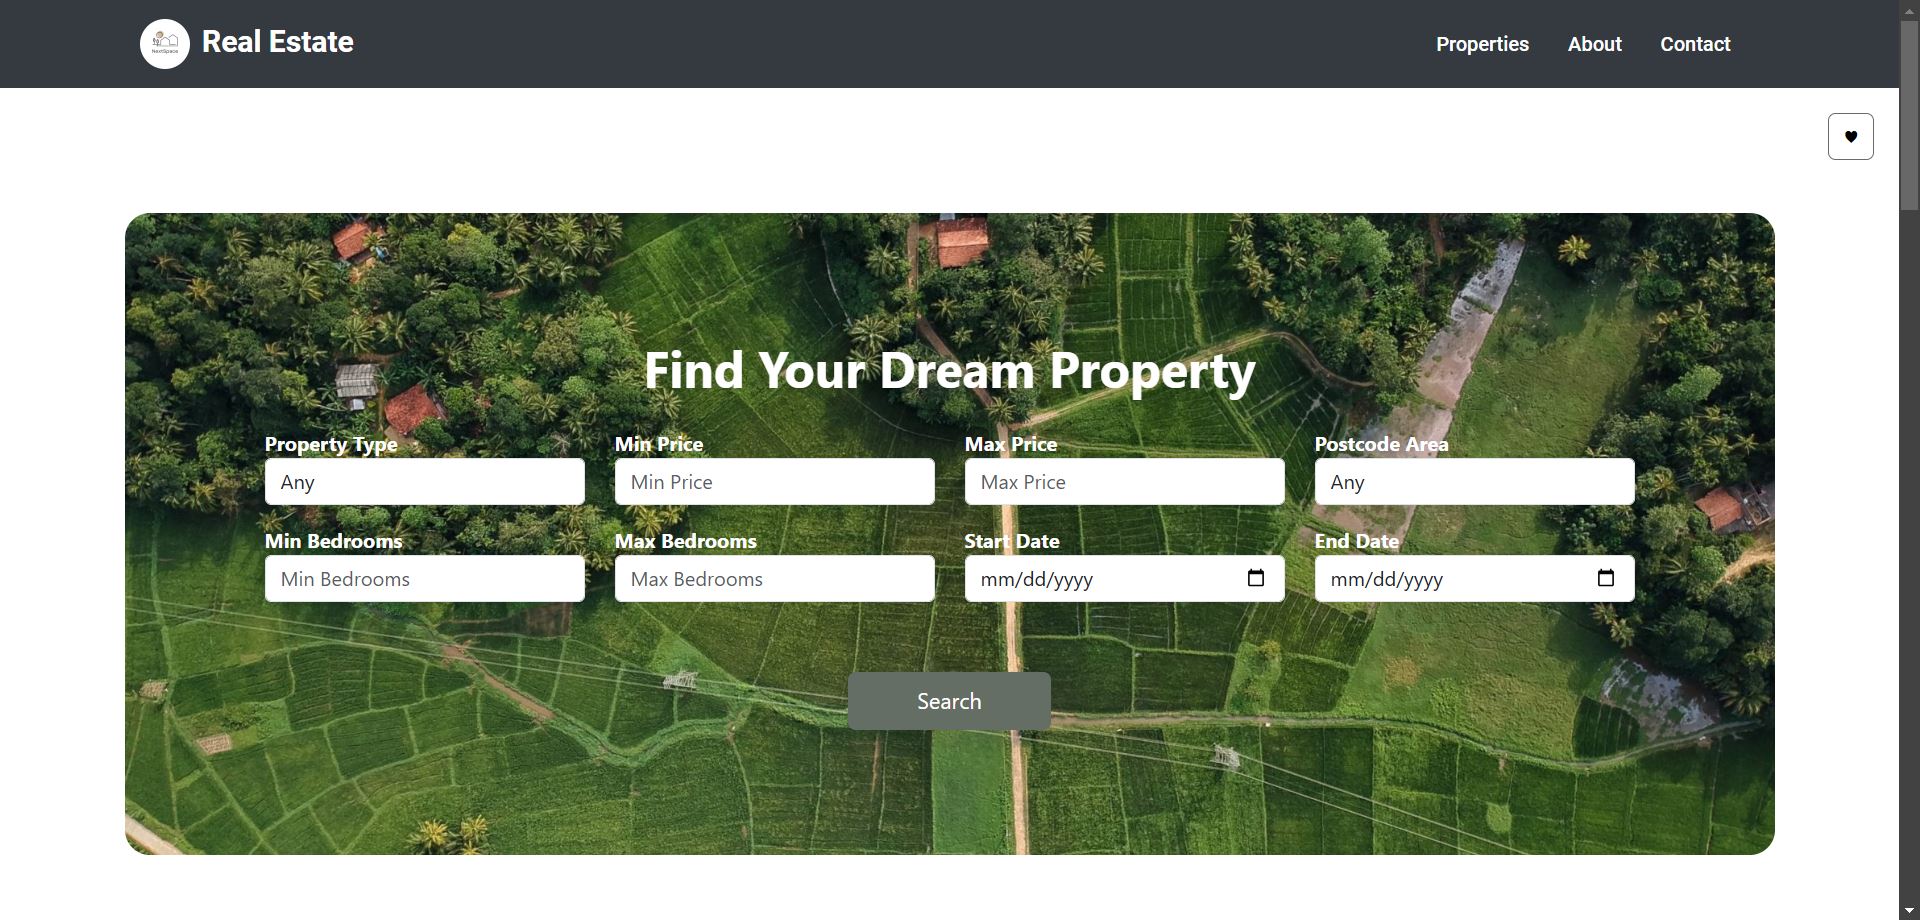 NextSpace
Real Estate
Properties About Contact
Find Your Dream Property
Property Type Min Price Max Price Postcode Area
Any Min Price Max Price Any
Min Bedrooms Max Bedrooms Start Date End Date
Min Bedrooms Max Bedrooms mm/dd/yyyy mm/dd/yyyy
Search